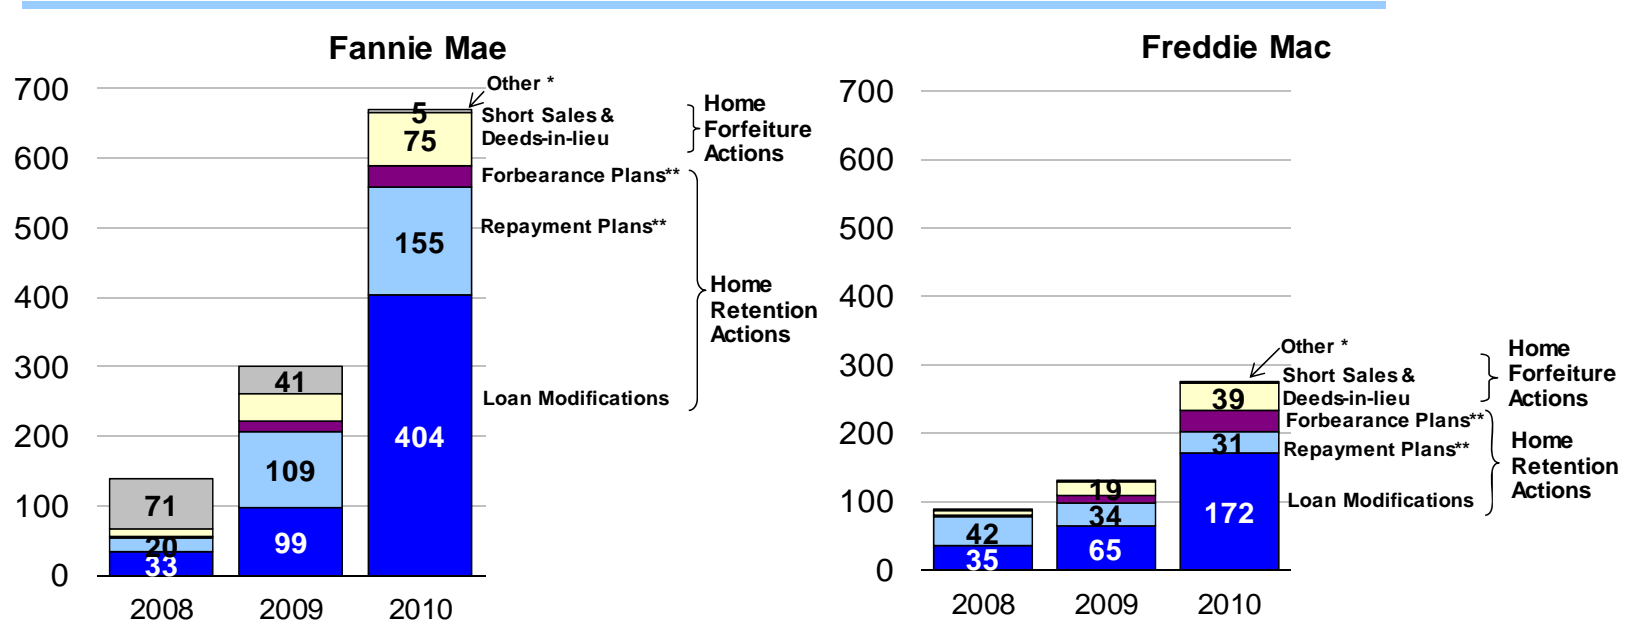 Fannie Mae
700
600
500
400
300
200
100
0
Other *
Short Sales &
Deeds-in-lieu
Home
Forfeiture
Actions
Forbearance Plans**
Repayment Plans**
Home
Retention
Actions
Loan Modifications
71
20
33
41
109
99
5
75
155
404
2008
2009
2010
Freddie Mac
700
600
500
400
300
200
100
0
Other *
Short Sales &
Deeds-in-lieu
Home
Forfeiture
Actions
Forbearance Plans**
Repayment Plans**
Home
Retention
Actions
Loan Modifications
42
35
19
34
65
39
31
172
2008
2009
2010